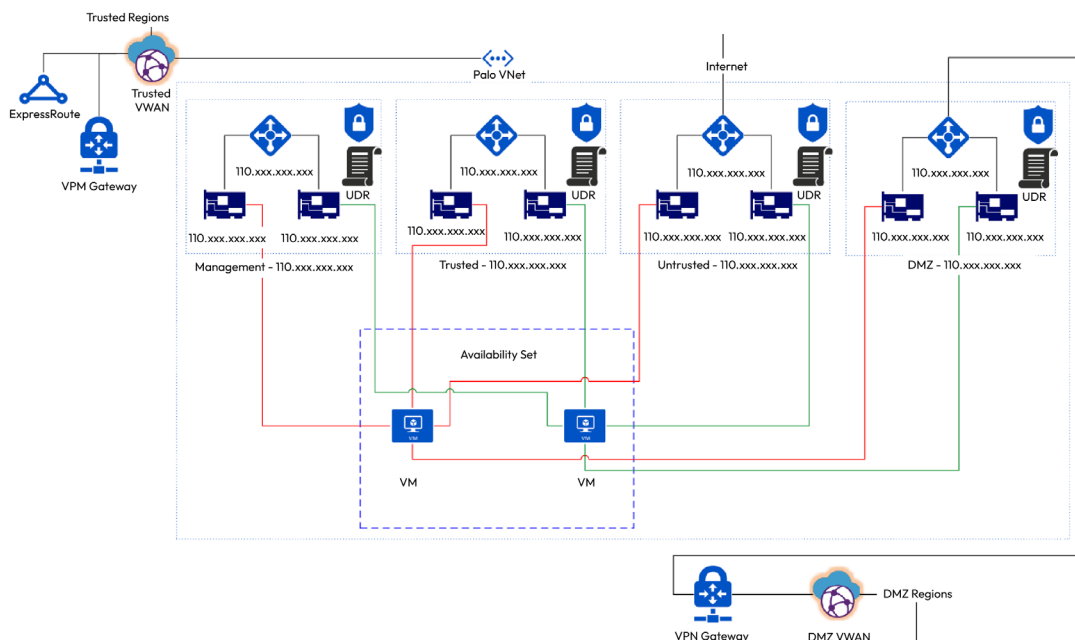 Trusted Regions
Internet
Palo VNet
Trusted
VWAN
ExpressRoute
VPM Gateway
110.xxx.xxx.xxx
110.xxx.xxx.xxx
110.xxx.xxx.xxx
110.xxx.xxx.xxx
UDR
UDR
UDR
UDR
110.xxx.xxx.xxx
110.xxx.xxx.xxx
110.xxx.xxx.xxx
110.xxx.xxx.xxx
110.xxx.xxx.xxx
110.xxx.xxx.xxx
110.xxx.xxx.xxx
110.xxx.xxx.xxx
Management - 110.xxx.xxx.xxx
Trusted - 110.xxx.xxx.xxx
Untrusted - 110.xxx.xxx.xxx
DMZ - 110.xxx.xxx.xxx
Availability Set
VM
VM
VM
VM
DMZ Regions
VPN Gateway
DMZ VWAN